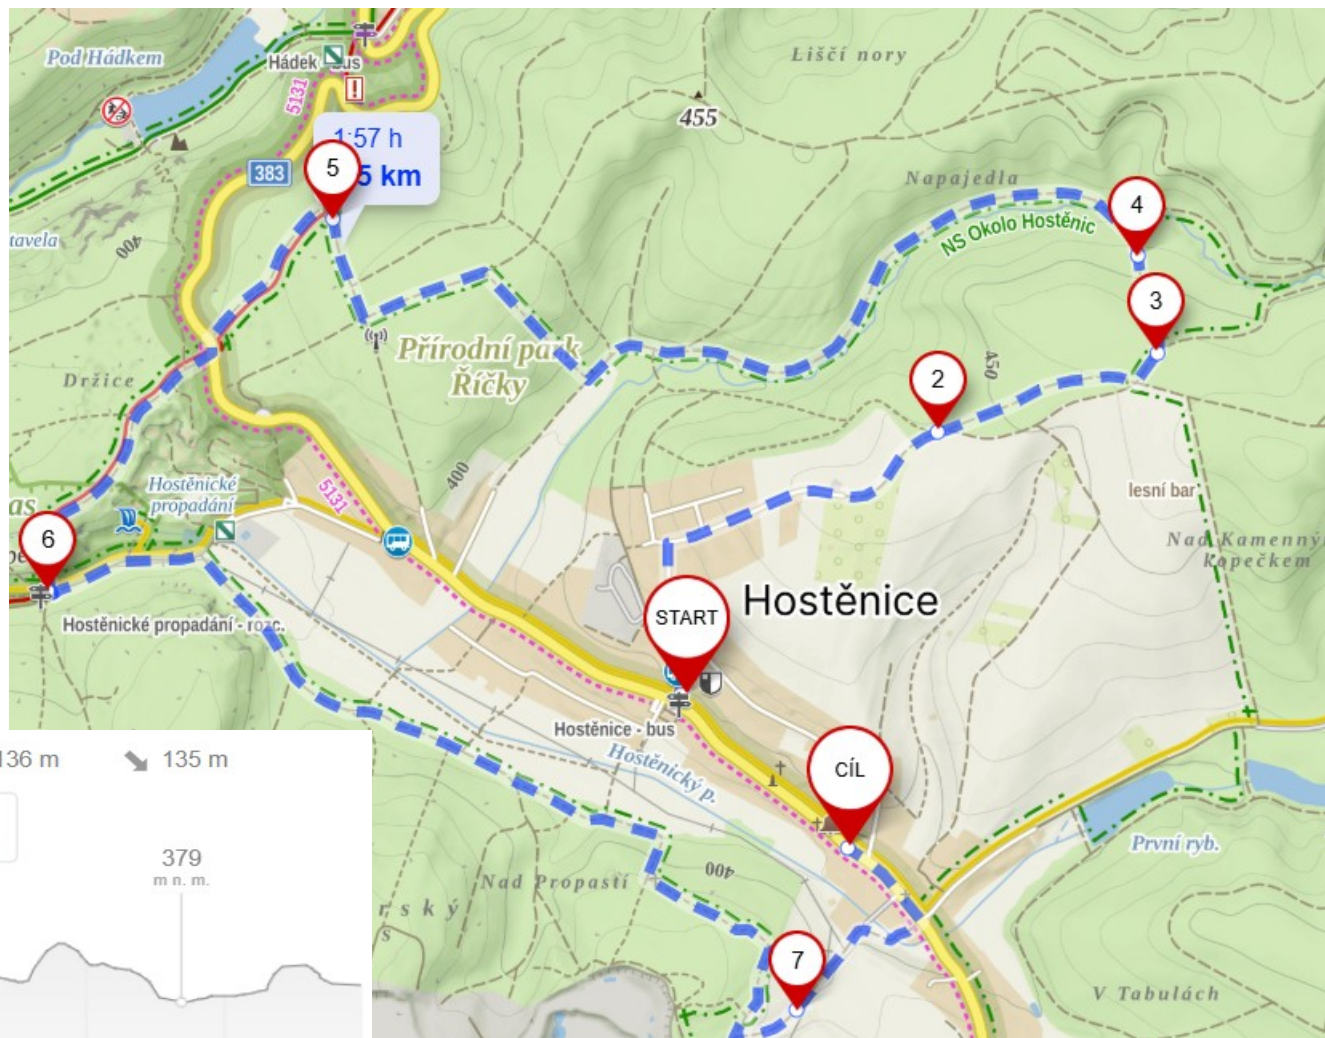 Pod Hádkem
Hádek - bus
5131
Liščí nory
455
1:57 h
5 km
5
383
Napajedla
4
NS Okolo Hostěnic
tavela
400
3
Přírodní park
Říčky
Držice
2
450
400
Hostěnické
propadání
5131
lesní bar
as
6
Nad Kamenným
kopečkem
Hostěnice
START
Hostěnické propadání - rozc.
Hostěnice - bus
Hostěnický p.
136 m
135 m
CÍL
První ryb.
379
m n. m.
400
Nad Propastí
rský
s
7
V Tabulách